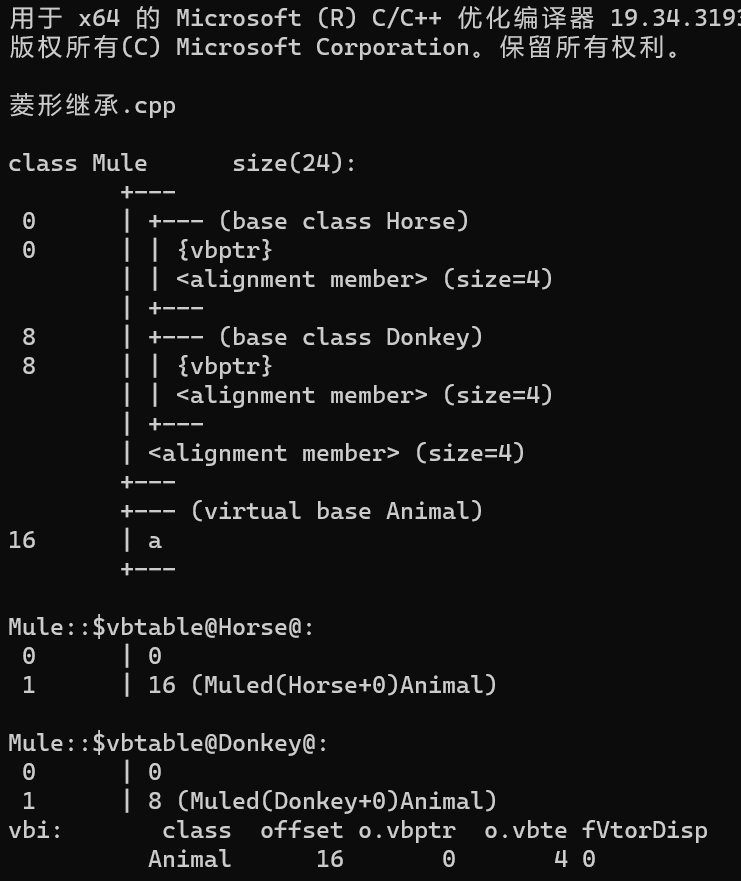 用于 x64 的 Microsoft (R) C/C++ 优化编译器 19.34.3193
版权所有(C) Microsoft Corporation。保留所有权利。

菱形继承.cpp

class Mule      size(24):
        +---
 0      | +--- (base class Horse)
 0      | | {vbptr}
        | | <alignment member> (size=4)
        | +---
 8      | +--- (base class Donkey)
 8      | | {vbptr}
        | | <alignment member> (size=4)
        | +---
        | <alignment member> (size=4)
        +---
        +--- (virtual base Animal)
16      | a
        +---

Mule::$vbtable@Horse@:
 0      | 0
 1      | 16 (Muled(Horse+0)Animal)

Mule::$vbtable@Donkey@:
 0      | 0
 1      | 8 (Muled(Donkey+0)Animal)
vbi:       class  offset o.vbptr  o.vbte fVtorDisp
          Animal      16       0       4 0